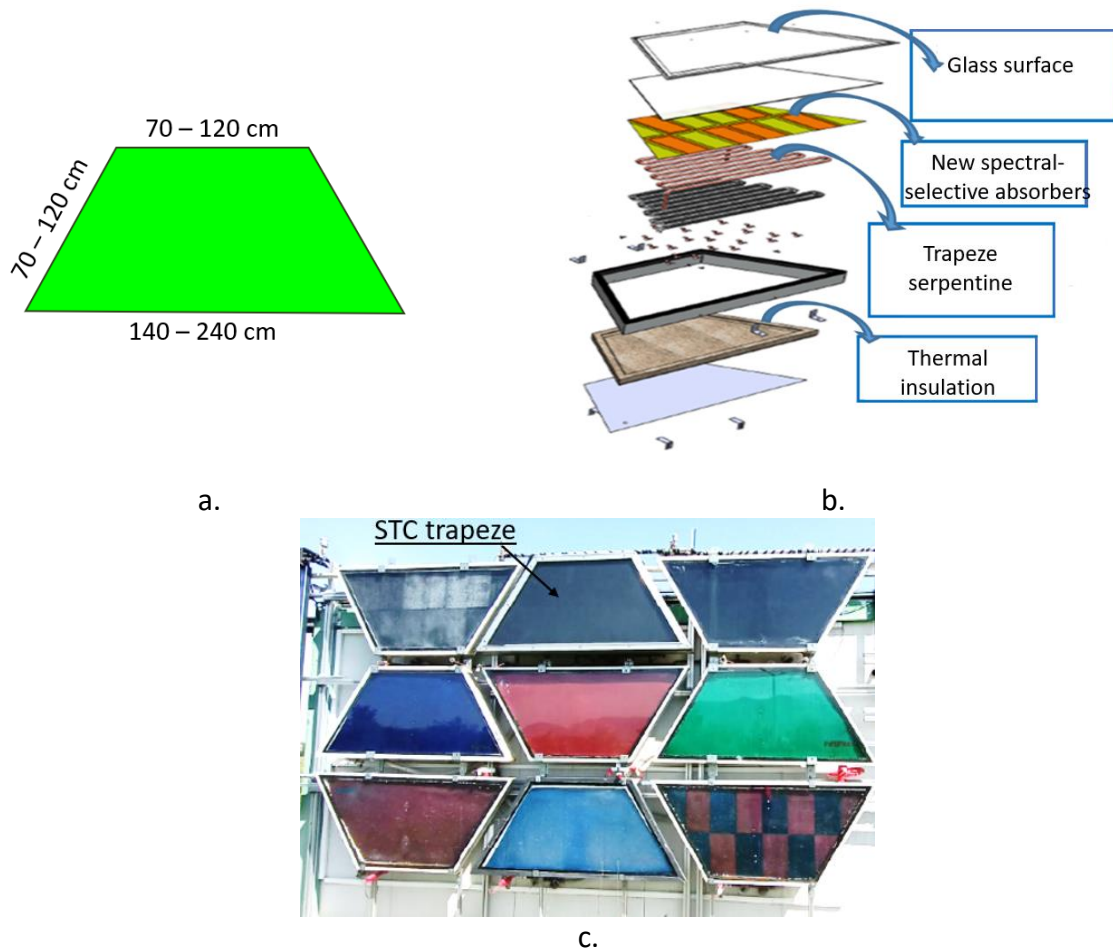 70 – 120 cm
70 – 120 cm
140 – 240 cm
a.
Glass surface
New spectral-
selective absorbers
Trapeze
serpentine
Thermal
insulation
b.
STC trapeze
c.